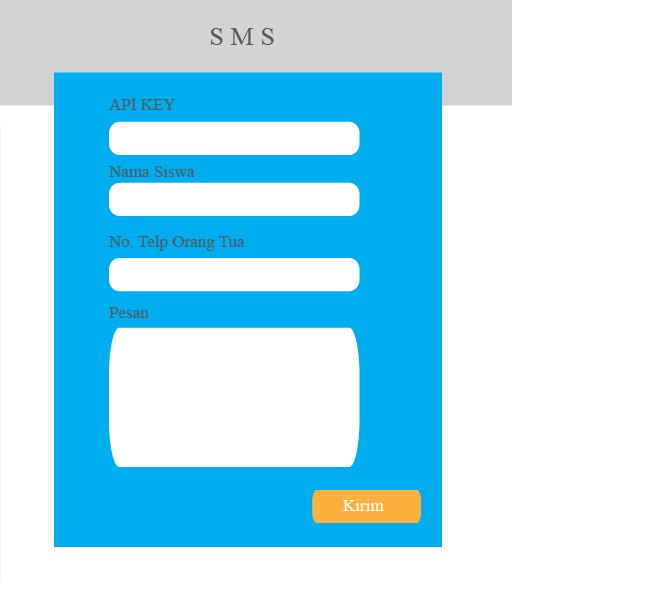 S M S
API KEY
Nama Siswa
No. Telp Orang Tua
Pesan
Kirim